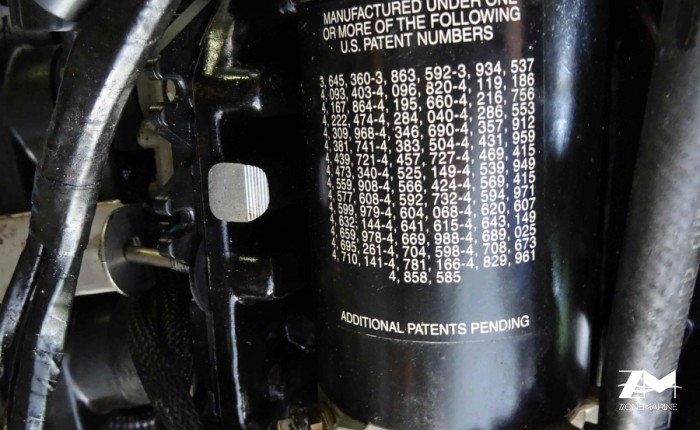 MANUFACTURED UNDER ONE
OR MORE OF THE FOLLOWING
U.S. PATENT NUMBERS
3, 645, 360-3, 863, 592-3, 934, 537
4, 093, 403-4, 096, 820-4, 119, 186
4, 167, 864-4, 195, 660-4, 216, 756
4, 222, 474-4, 284, 040-4, 286, 553
4, 309, 968-4, 346, 690-4, 357, 912
4, 381, 741-4, 383, 504-4, 431, 959
4, 439, 721-4, 457, 727-4, 469, 415
4, 473, 340-4, 525, 149-4, 539, 949
4, 559, 908-4, 566, 424-4, 569, 415
4, 577, 608-4, 592, 732-4, 594, 971
4, 599, 979-4, 604, 068-4, 620, 607
4, 632, 144-4, 641, 615-4, 643, 149
4, 659, 978-4, 669, 988-4, 689, 025
4, 695, 261-4, 704, 598-4, 708, 673
4, 710, 141-4, 781, 166-4, 829, 961
4, 858, 585
ADDITIONAL PATENTS PENDING
ZM